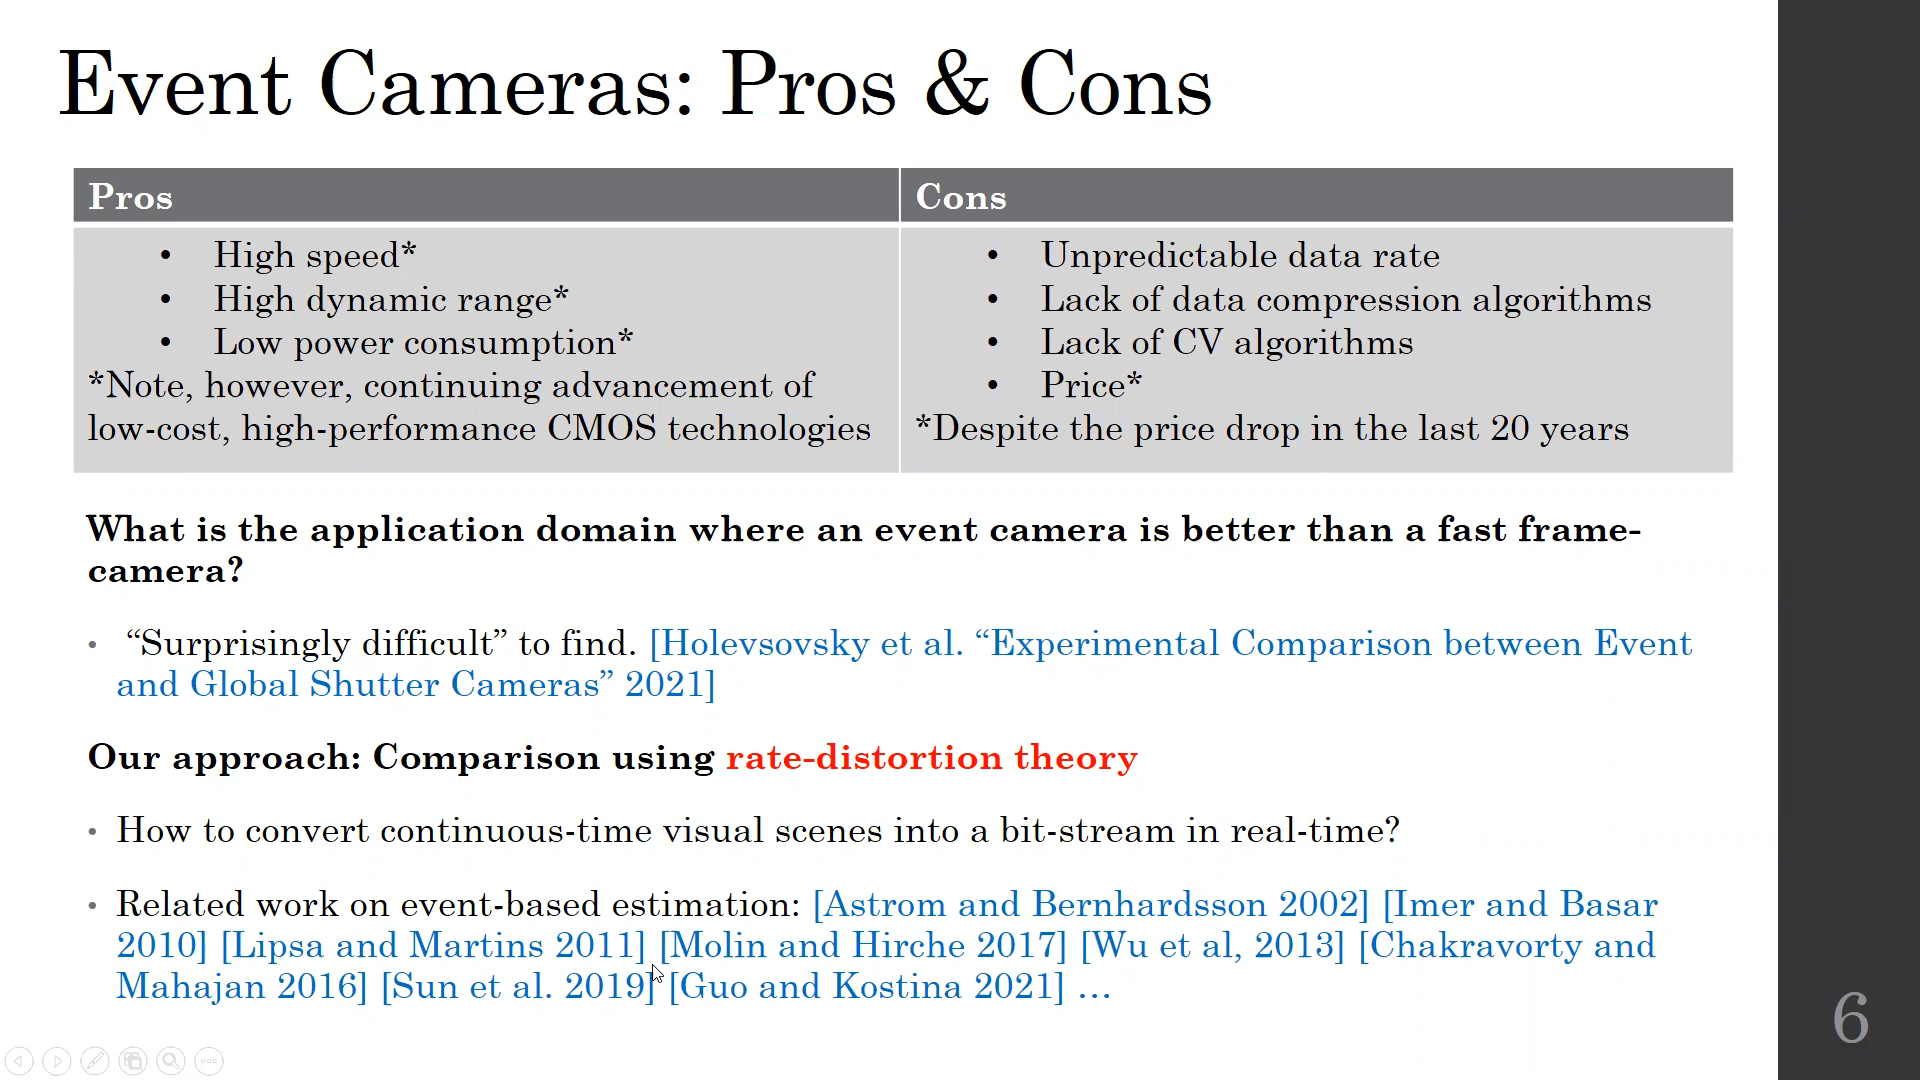 Event Cameras: Pros & Cons
Pros
• High speed*
• High dynamic range*
• Low power consumption*
*Note, however, continuing advancement of
low-cost, high-performance CMOS technologies
Cons
• Unpredictable data rate
• Lack of data compression algorithms
• Lack of CV algorithms
• Price*
*Despite the price drop in the last 20 years
What is the application domain where an event camera is better than a fast frame-
camera?
• “Surprisingly difficult” to find. [Holevsovsky et al. “Experimental Comparison between Event
and Global Shutter Cameras” 2021]
Our approach: Comparison using rate-distortion theory
• How to convert continuous-time visual scenes into a bit-stream in real-time?
• Related work on event-based estimation: [Astrom and Bernhardsson 2002] [Imer and Basar
2010] [Lipsa and Martins 2011] [Molin and Hirche 2017] [Wu et al, 2013] [Chakravorty and
Mahajan 2016] [Sun et al. 2019] [Guo and Kostina 2021] …
6